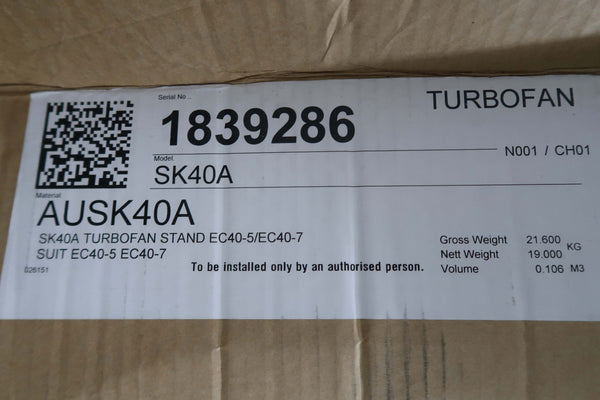 Serial No ..
TURBOFAN
1839286
N001 / CH01
Model
SK40A
Material
AUSK40A
SK40A TURBOFAN STAND EC40-5/EC40-7
SUIT EC40-5 EC40-7
Gross Weight 21.600 KG
Nett Weight 19.000
Volume 0.106 M3
026151
To be installed only by an authorised person.